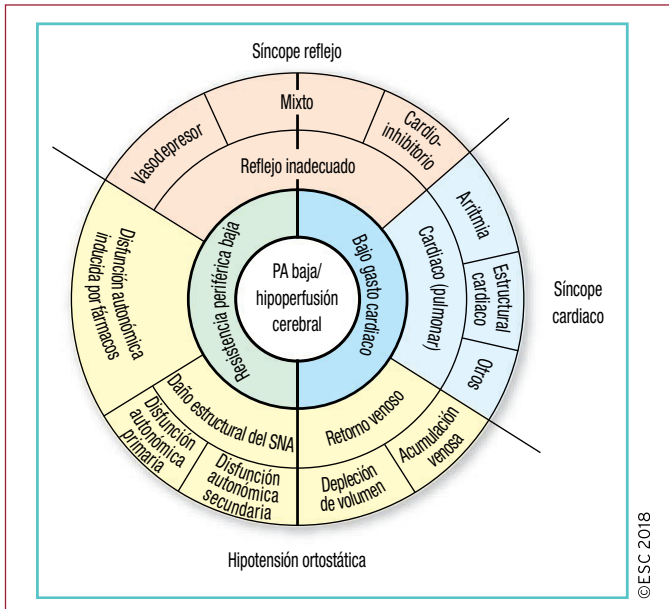 Síncope reflejo
Mixto
Vasodepresor
Cardio-
inhibitorio
Reflejo inadecuado
Arritmia
Cardiaco (pulmonar)
Estructural
cardiaco
Otros
Síncope
cardiaco
Disfunción autonómica
inducida por fármacos
Resistencia periférica baja
PA baja/
hipoperfusión
cerebral
Bajo gasto cardiaco
Daño estructural del SNA
Retorno venoso
Disfunción
autonómica
primaria
Disfunción
autonómica
secundaria
Depleción
de volumen
Acumulación
venosa
Hipotensión ortostática
©ESC 2018